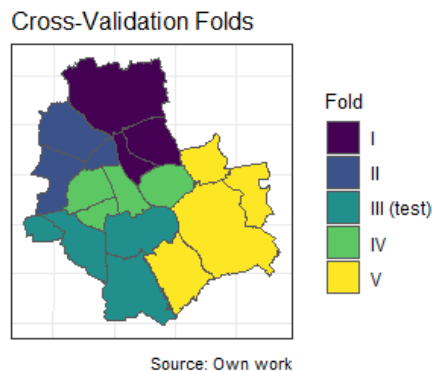 Cross-Validation Folds
Fold
I
II
III (test)
IV
V
Source: Own work